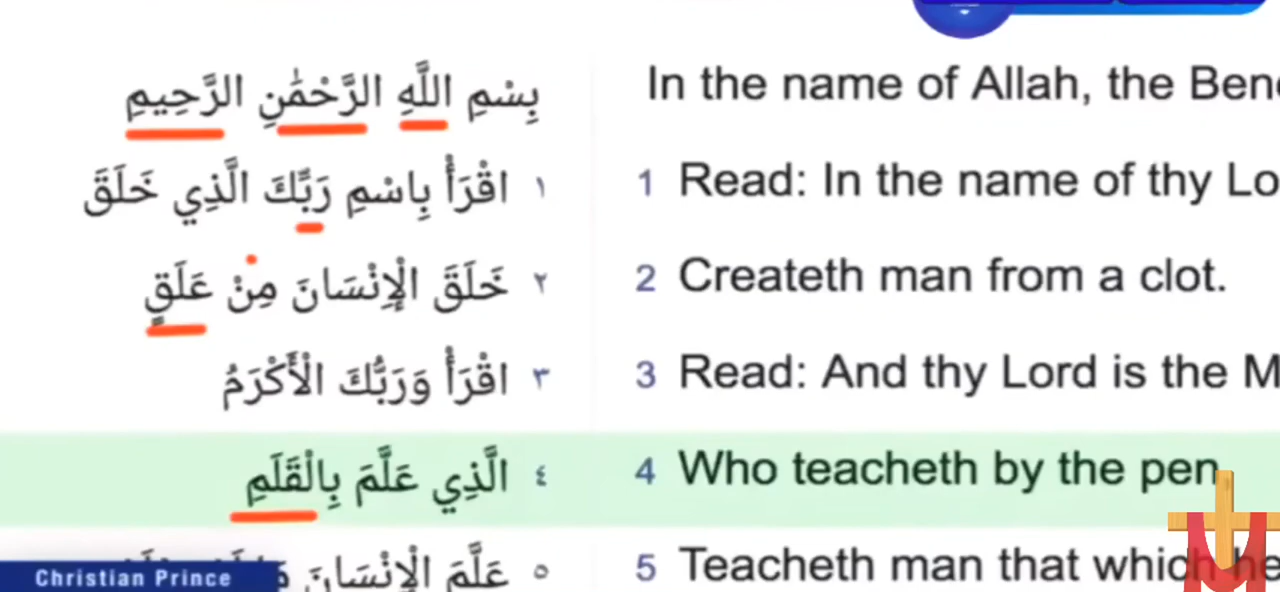 بِسْمِ اللَّهِ الرَّحْمَٰنِ الرَّحِيمِ
In the name of Allah, the
١ اقْرَأْ بِاسْمِ رَبِّكَ الَّذِي خَلَقَ
1 Read: In the name of thy
٢ خَلَقَ الْإِنْسَانَ مِنْ عَلَقٍ
2 Createth man from a clot.
٣ اقْرَأْ وَرَبُّكَ الْأَكْرَمُ
3 Read: And thy Lord is the
٤ الَّذِي عَلَّمَ بِالْقَلَمِ
4 Who teacheth by the pen,
٥ عَلَّمَ الْإِنْسَانَ
5 Teacheth man that which he
Christian Prince